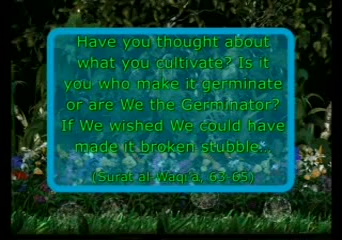 Have you thought about
what you cultivate? Is it
you who make it germinate
or are We the Germinator?
If We wished We could have
made it broken stubble...
(Surat al-Waqi'a, 63-65)